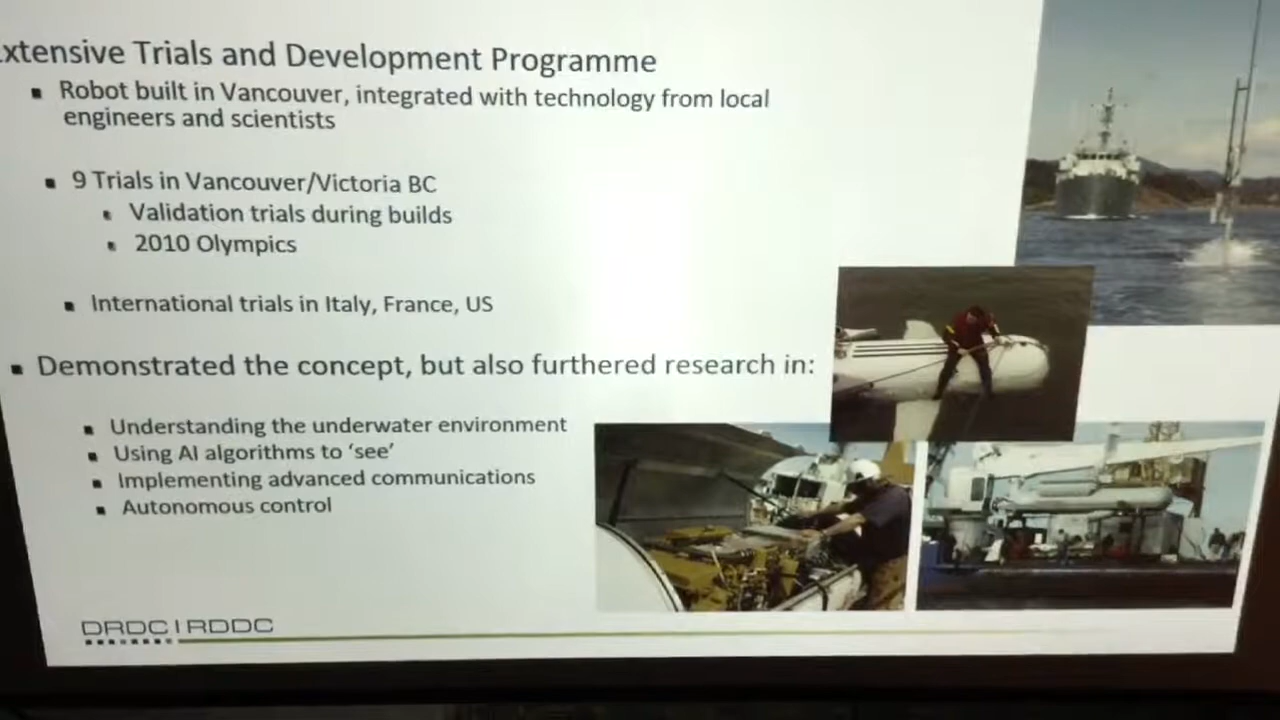 xtensive Trials and Development Programme
Robot built in Vancouver, integrated with technology from local
engineers and scientists
9 Trials in Vancouver/Victoria BC
Validation trials during builds
2010 Olympics
International trials in Italy, France, US
Demonstrated the concept, but also furthered research in:
Understanding the underwater environment
Using AI algorithms to ‘see’
Implementing advanced communications
Autonomous control
DRDC | RDDC